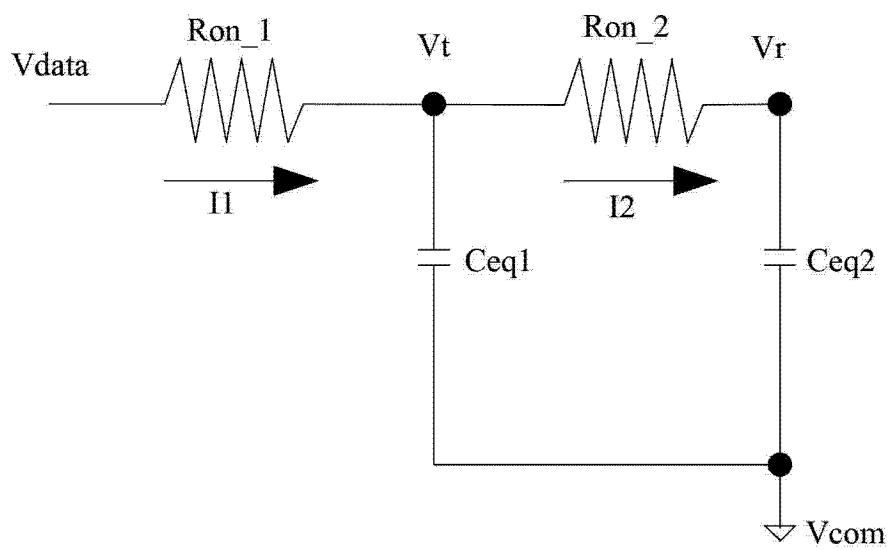 Ron_1
Ron_2
Vdata
Vt
Vr
I1
I2
Ceq1
Ceq2
Vcom